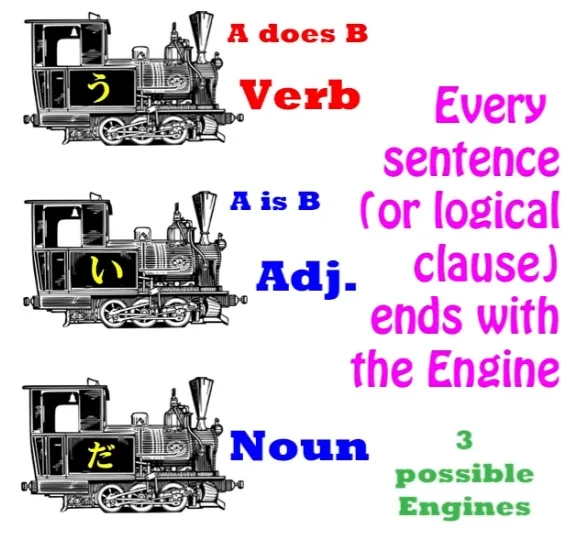 う
A does B
Verb
い
A is B
Adj.
だ
Noun
Every
sentence
(or logical
clause)
ends with
the Engine
3
possible
Engines